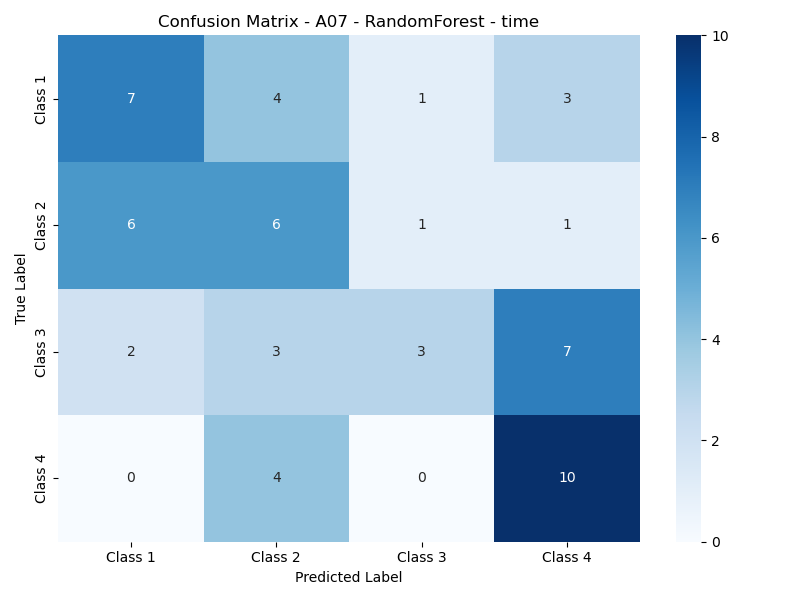 Confusion Matrix - A07 - RandomForest - time
True Label
Class 1
7 4 1 3
Class 2
6 6 1 1
Class 3
2 3 3 7
Class 4
0 4 0 10
Class 1 Class 2 Class 3 Class 4
Predicted Label
10
8
6
4
2
0